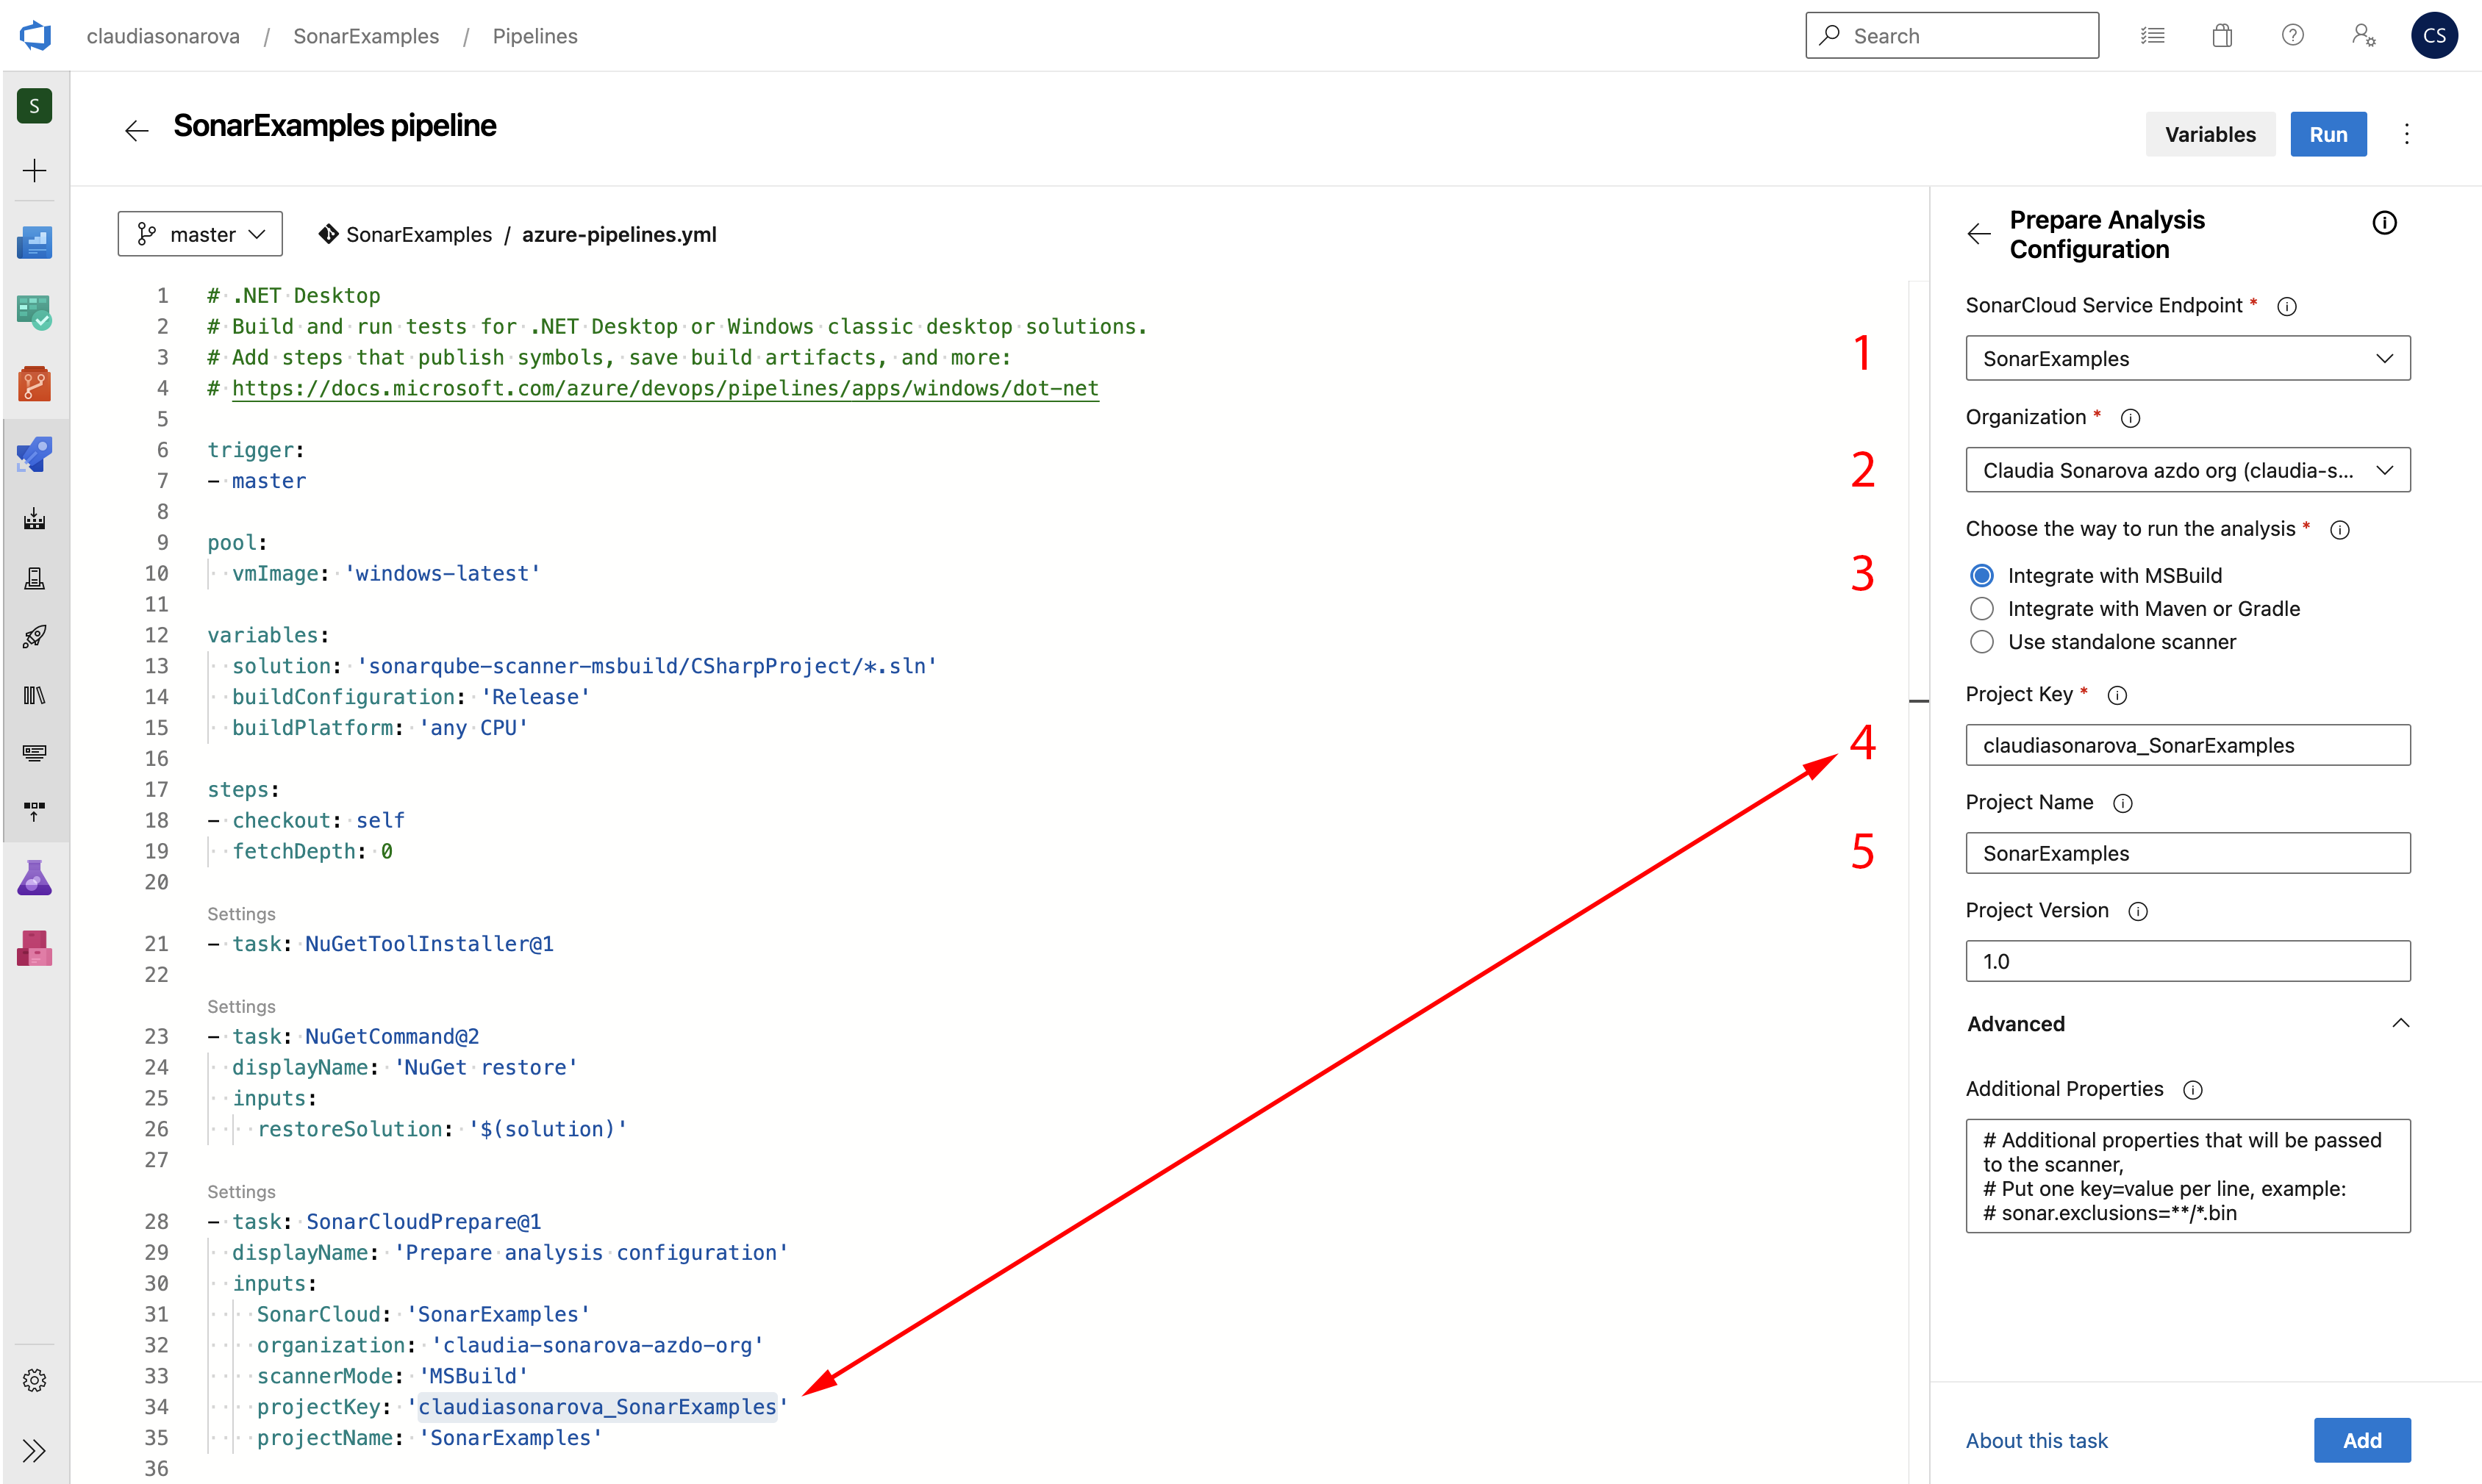 claudiasonarova / SonarExamples / Pipelines
Search
CS
S
SonarExamples pipeline
Variables
Run
master
SonarExamples / azure-pipelines.yml
1 # .NET Desktop
2 # Build and run tests for .NET Desktop or Windows classic desktop solutions.
3 # Add steps that publish symbols, save build artifacts, and more:
4 # https://docs.microsoft.com/azure/devops/pipelines/apps/windows/dot-net
5
6 trigger:
7 - master
8
9 pool:
10 vmImage: 'windows-latest'
11
12 variables:
13 solution: 'sonarqube-scanner-msbuild/CSharpProject/*.sln'
14 buildConfiguration: 'Release'
15 buildPlatform: 'any CPU'
16
17 steps:
18 - checkout: self
19 fetchDepth: 0
20
Settings
21 - task: NuGetToolInstaller@1
22
Settings
23 - task: NuGetCommand@2
24 displayName: 'NuGet restore'
25 inputs:
26 restoreSolution: '$(solution)'
27
Settings
28 - task: SonarCloudPrepare@1
29 displayName: 'Prepare analysis configuration'
30 inputs:
31 SonarCloud: 'SonarExamples'
32 organization: 'claudia-sonarova-azdo-org'
33 scannerMode: 'MSBuild'
34 projectKey: 'claudiasonarova_SonarExamples'
35 projectName: 'SonarExamples'
36
1
2
3
4
5
Prepare Analysis
Configuration
SonarCloud Service Endpoint *
SonarExamples
Organization *
Claudia Sonarova azdo org (claudia-s...
Choose the way to run the analysis *
Integrate with MSBuild
Integrate with Maven or Gradle
Use standalone scanner
Project Key *
claudiasonarova_SonarExamples
Project Name
SonarExamples
Project Version
1.0
Advanced
Additional Properties
# Additional properties that will be passed
to the scanner,
# Put one key=value per line, example:
# sonar.exclusions=**/*.bin
About this task
Add